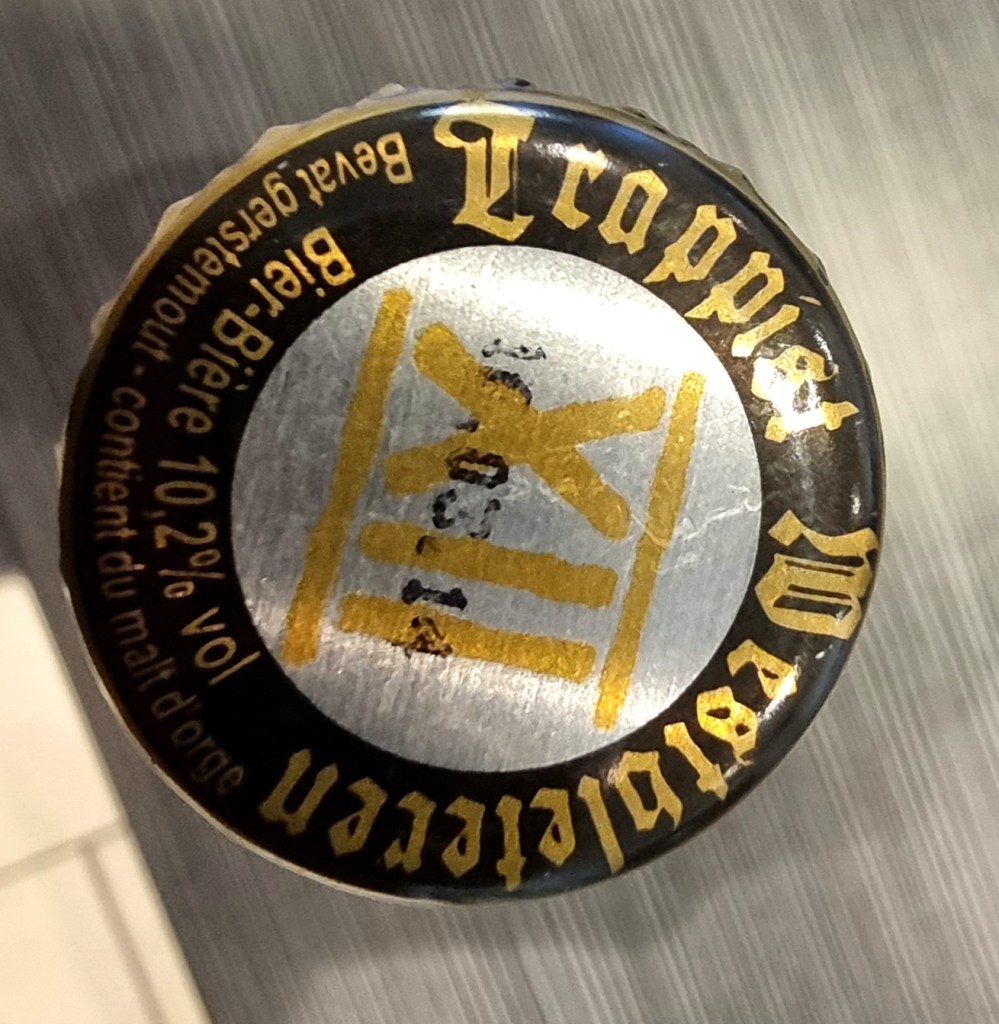 Trappist Westvleteren
XII
Bier-Bière 10,2% vol
Bevat gerstemout - contient du malt d'orge